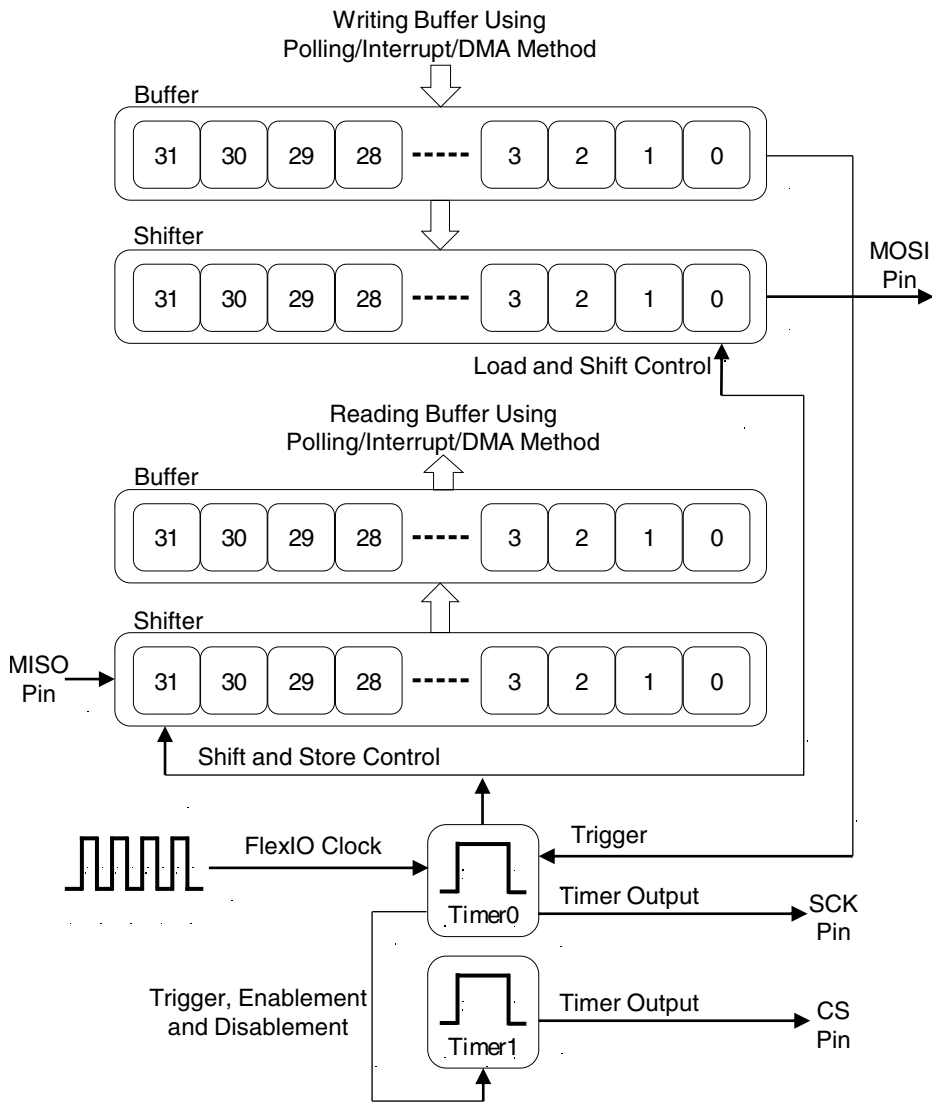 Writing Buffer Using
Polling/Interrupt/DMA Method
Buffer
31 30 29 28 ----- 3 2 1 0
Shifter
31 30 29 28 ----- 3 2 1 0
MOSI
Pin
Load and Shift Control
Reading Buffer Using
Polling/Interrupt/DMA Method
Buffer
31 30 29 28 ----- 3 2 1 0
Shifter
MISO
Pin
31 30 29 28 ----- 3 2 1 0
Shift and Store Control
FlexIO Clock
Trigger
Timer0
Timer Output
SCK
Pin
Trigger, Enablement
and Disablement
Timer1
Timer Output
CS
Pin